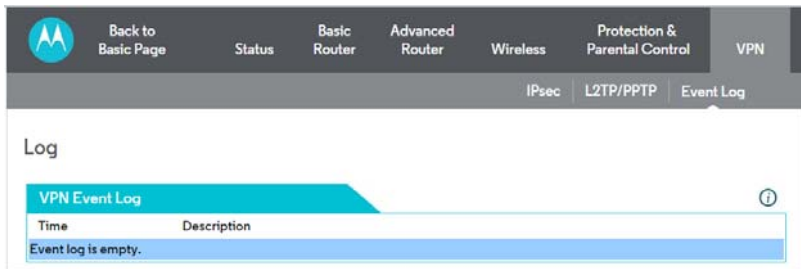 Back to Basic Page
Status
Basic Router
Advanced Router
Wireless
Protection & Parental Control
VPN
IPsec
L2TP/PPTP
Event Log
Log
VPN Event Log
Time Description
Event log is empty.